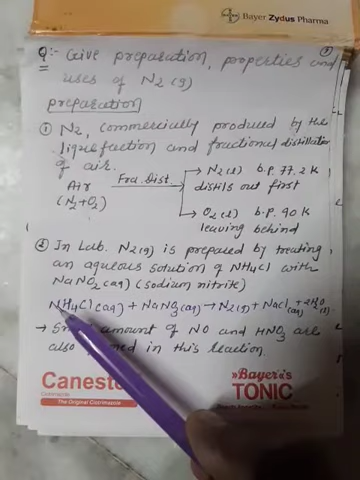 Bayer Zydus Pharma
Q:- Give preparation, properties and
uses of N2(g)
preparation
① N2, commercially produced by the
liquefaction and fractional distillation
of air.
Air Fra. Dist. → N2(l) b.p 77.2K
(N2+O2) distils out first
→ O2(l) b.p. 90K
leaving behind
② In Lab. N2(g) is prepared by treating
an aqueous solution of NH4Cl with
NaNO2(aq) (sodium nitrite)
NH4Cl(aq) + NaNO3(aq) → N2(g) + NaCl(aq) + 2H2O(l)
→ amount of NO and HNO3 are
also in this reaction.
Canest
The Original Clotrimazole
»Bayer's
TONIC